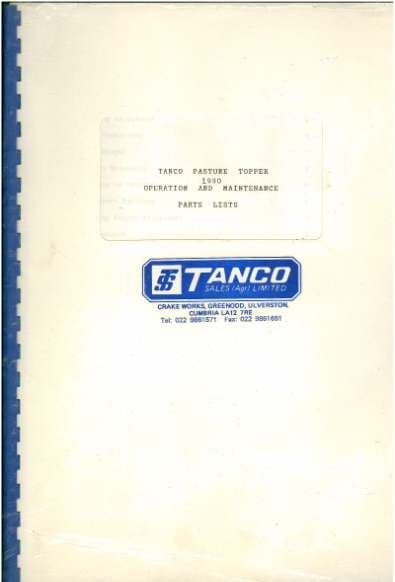 TANCO PASTURE TOPPER
1990
OPERATION AND MAINTENANCE
PARTS LISTS
TANCO
SALES (Agr) LIMITED
CRAKE WORKS, GREENODD, ULVERSTON,
CUMBRIA LA12 7RE
Tel: 022 9861571 Fax: 022 9861681